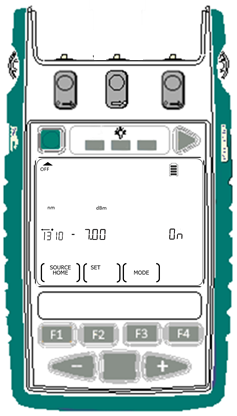 OFF
nm dBm
1310 - 7.00 On
SOURCE HOME SET MODE
F1 F2 F3 F4
- +